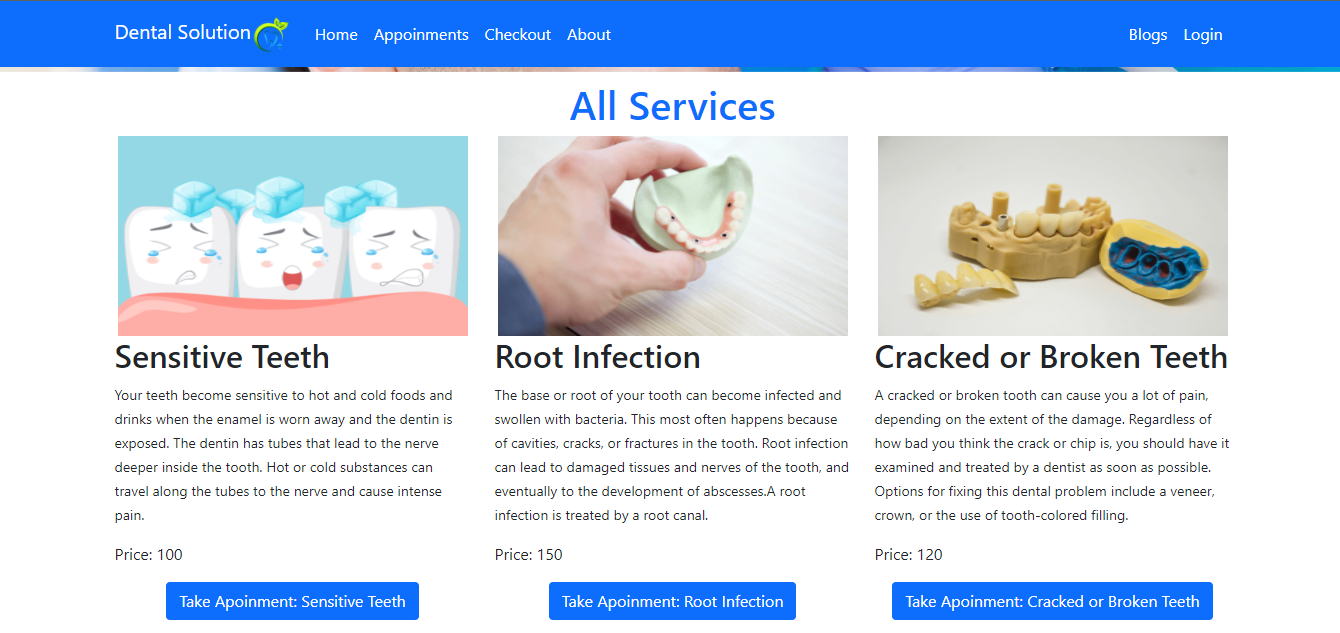 Dental Solution Home Appoinments Checkout About Blogs Login
All Services
Sensitive Teeth
Your teeth become sensitive to hot and cold foods and
drinks when the enamel is worn away and the dentin is
exposed. The dentin has tubes that lead to the nerve
deeper inside the tooth. Hot or cold substances can
travel along the tubes to the nerve and cause intense
pain.
Price: 100
Take Apoinment: Sensitive Teeth
Root Infection
The base or root of your tooth can become infected and
swollen with bacteria. This most often happens because
of cavities, cracks, or fractures in the tooth. Root infection
can lead to damaged tissues and nerves of the tooth, and
eventually to the development of abscesses.A root
infection is treated by a root canal.
Price: 150
Take Apoinment: Root Infection
Cracked or Broken Teeth
A cracked or broken tooth can cause you a lot of pain,
depending on the extent of the damage. Regardless of
how bad you think the crack or chip is, you should have it
examined and treated by a dentist as soon as possible.
Options for fixing this dental problem include a veneer,
crown, or the use of tooth-colored filling.
Price: 120
Take Apoinment: Cracked or Broken Teeth